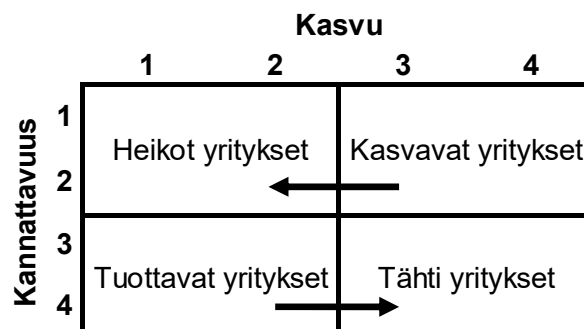 Kasvu
1 2 3 4
Kannattavuus
1
Heikot yritykset Kasvavat yritykset
2
3
Tuottavat yritykset Tähti yritykset
4